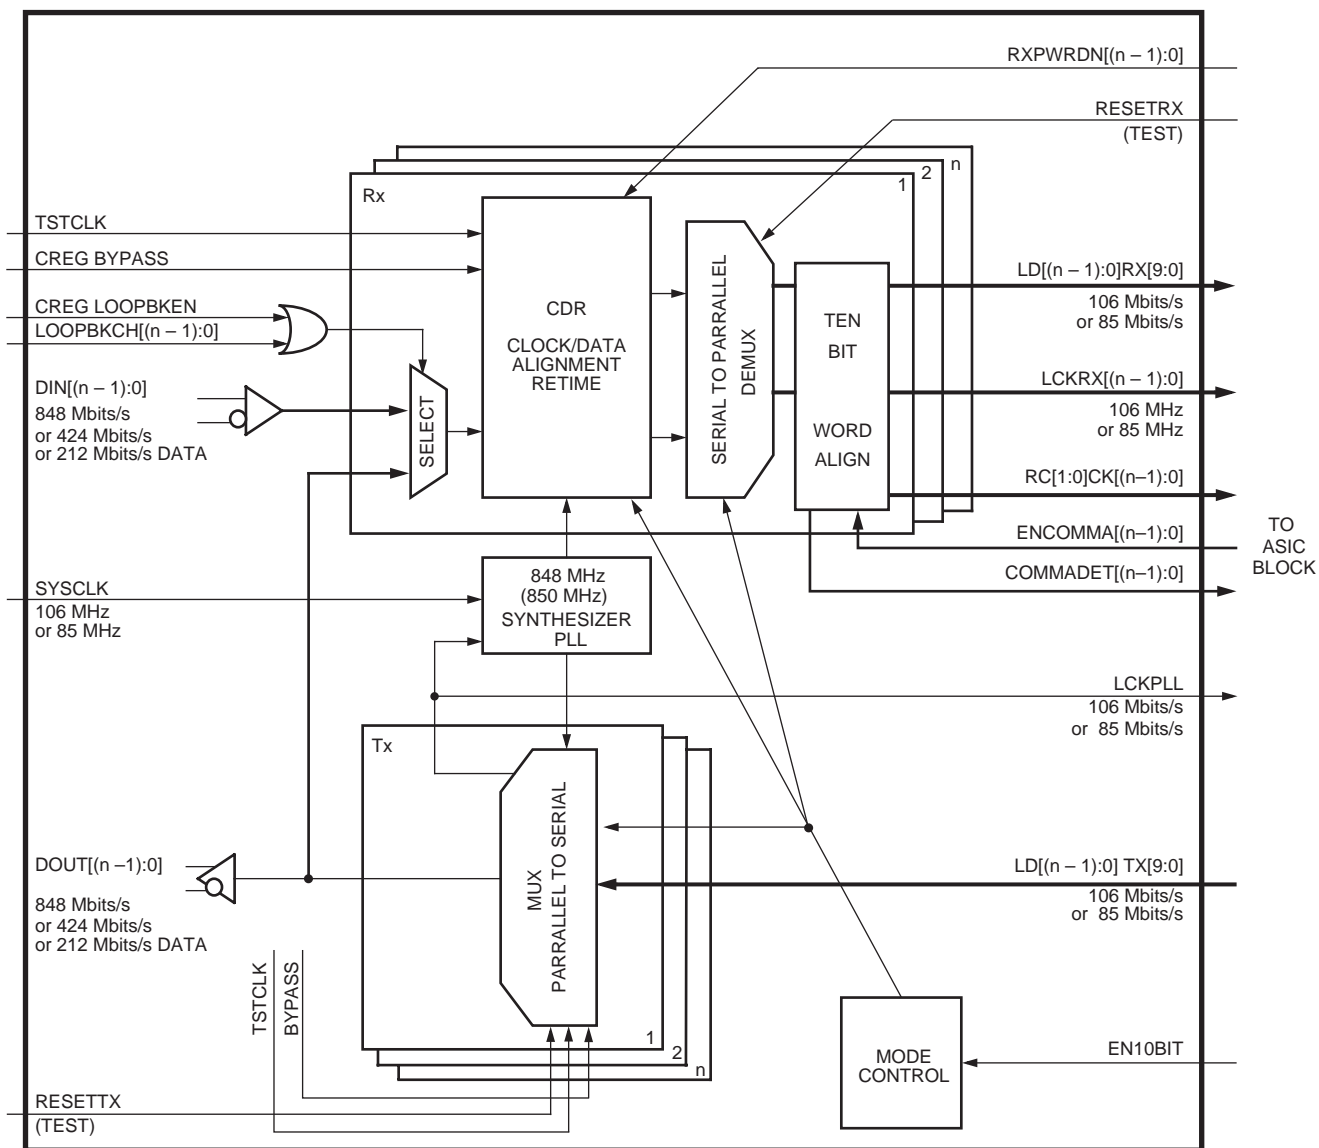 RXPWRDN[(n – 1):0]
RESETRX
(TEST)
n
2
1
Rx
TSTCLK
CREG BYPASS
CREG LOOPBKEN
LOOPBKCH[(n – 1):0]
DIN[(n – 1):0]
848 Mbits/s
or 424 Mbits/s
or 212 Mbits/s DATA
SELECT
CDR
CLOCK/DATA
ALIGNMENT
RETIME
SERIAL TO PARRALLEL
DEMUX
TEN
BIT
WORD
ALIGN
LD[(n – 1):0]RX[9:0]
106 Mbits/s
or 85 Mbits/s
LCKRX[(n – 1):0]
106 MHz
or 85 MHz
RC[1:0]CK[(n–1):0]
ENCOMMA[(n–1):0]
COMMADET[(n–1):0]
TO
ASIC
BLOCK
SYSCLK
106 MHz
or 85 MHz
848 MHz
(850 MHz)
SYNTHESIZER
PLL
LCKPLL
106 Mbits/s
or 85 Mbits/s
Tx
MUX
PARRALLEL TO SERIAL
1
2
n
DOUT[(n –1):0]
848 Mbits/s
or 424 Mbits/s
or 212 Mbits/s DATA
LD[(n – 1):0] TX[9:0]
106 Mbits/s
or 85 Mbits/s
TSTCLK
BYPASS
RESETTX
(TEST)
MODE
CONTROL
EN10BIT